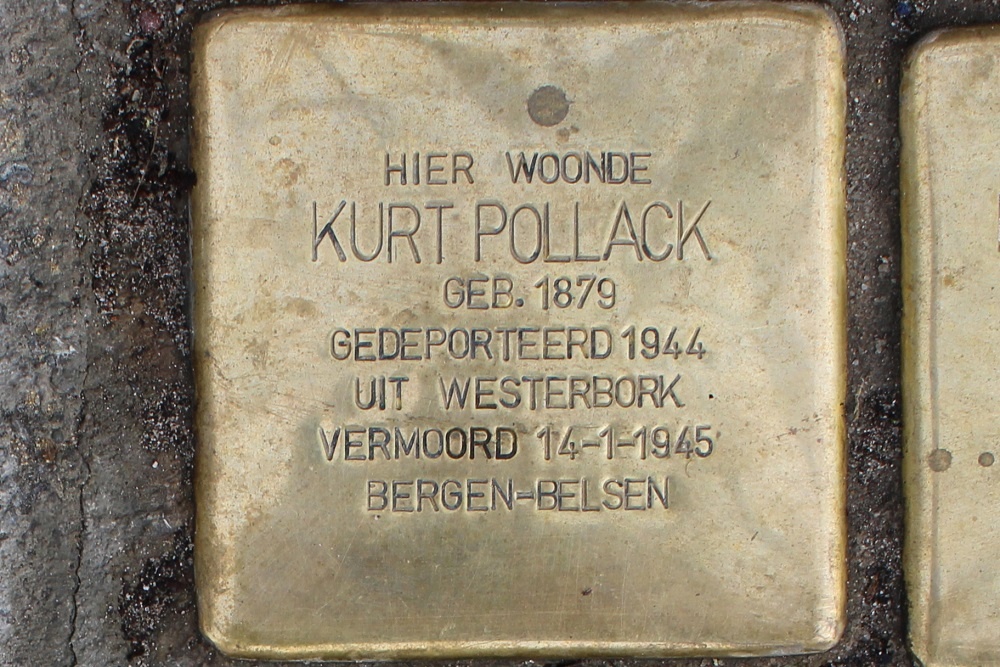 HIER WOONDE
KURT POLLACK
GEB. 1879
GEDEPORTEERD 1944
UIT WESTERBORK
VERMOORD 14-1-1945
BERGEN-BELSEN